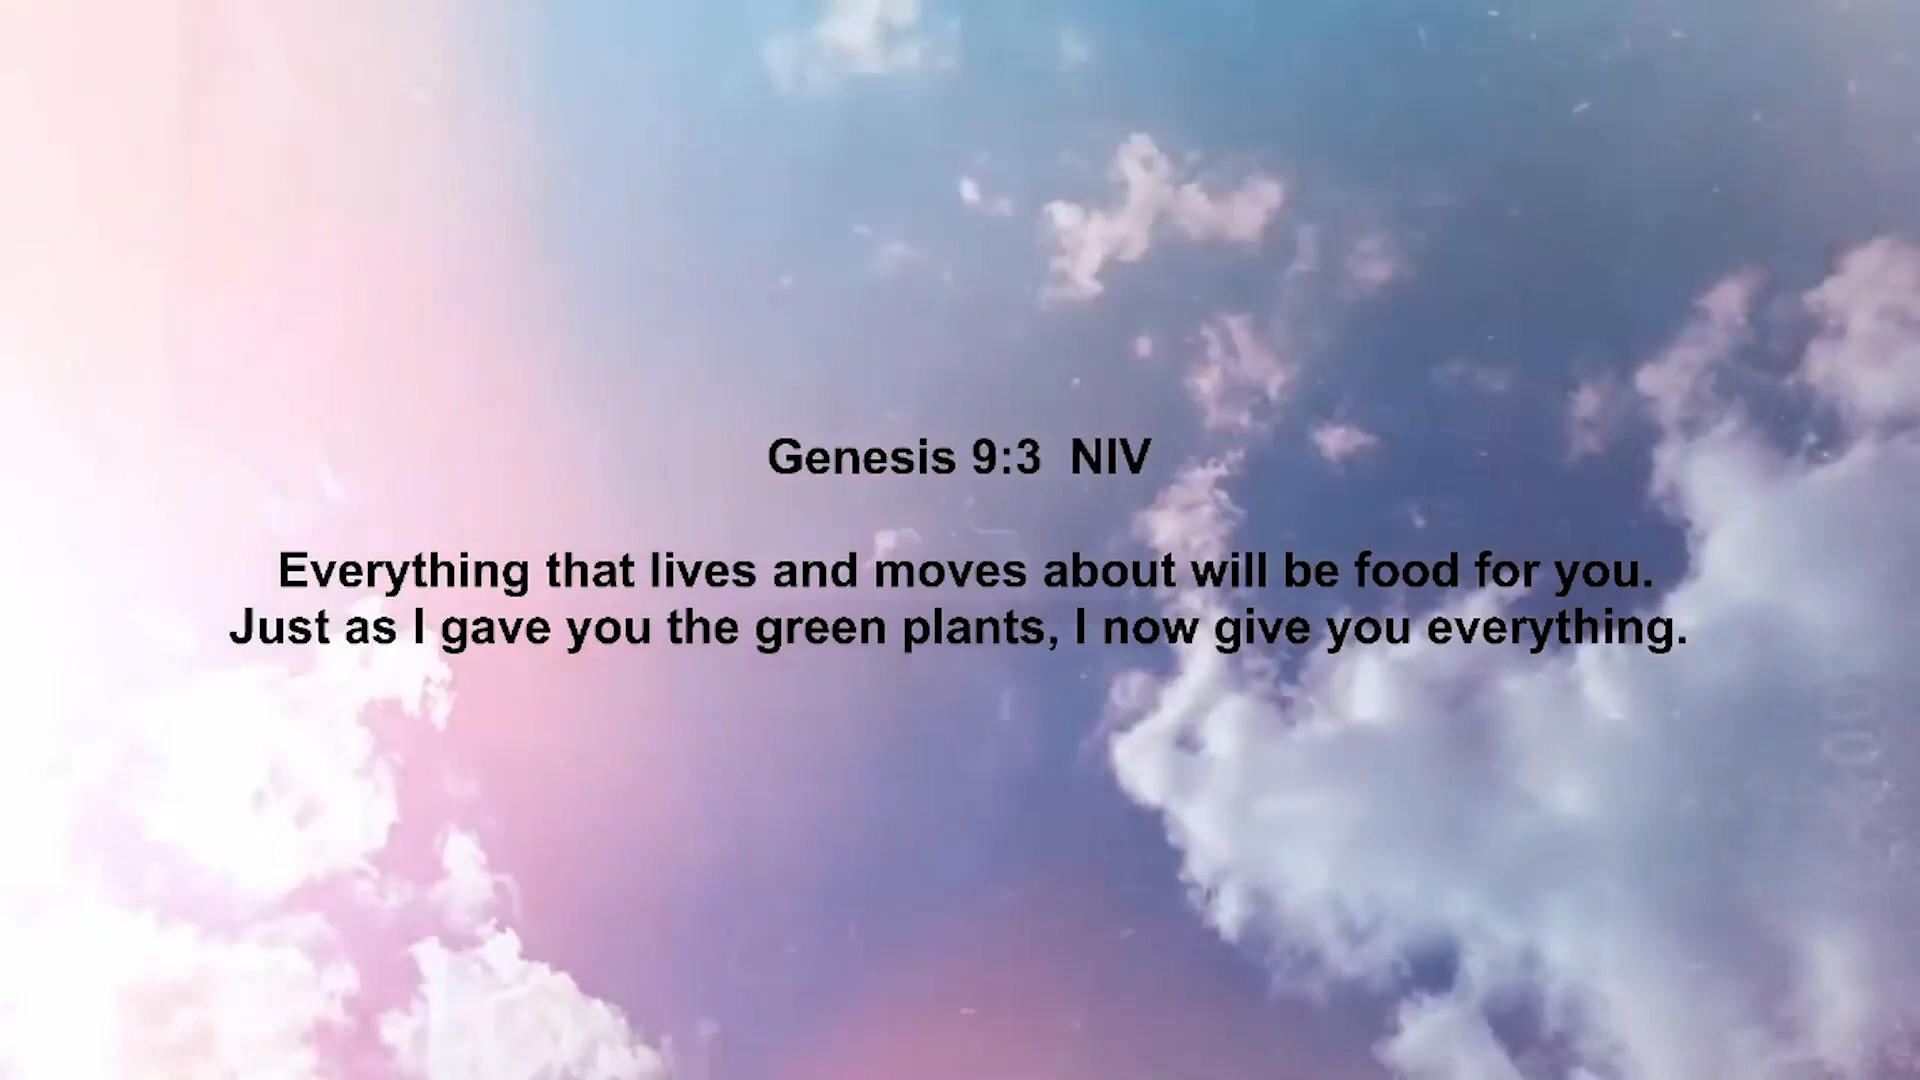 Genesis 9:3  NIV
Everything that lives and moves about will be food for you.
Just as I gave you the green plants, I now give you everything.